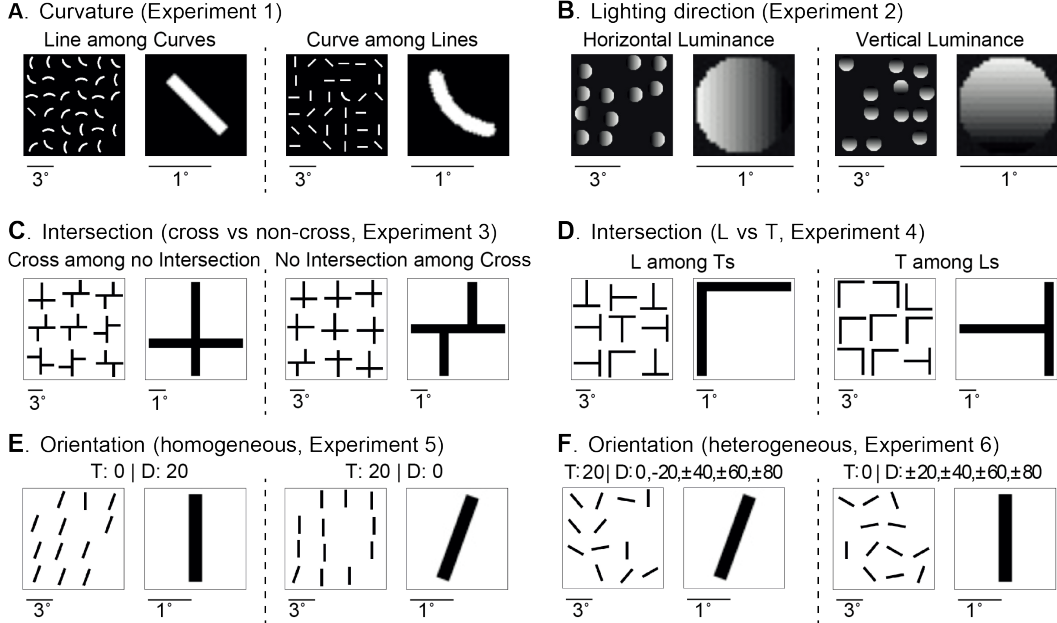 A. Curvature (Experiment 1)
Line among Curves
Curve among Lines
3°
1°
3°
1°
B. Lighting direction (Experiment 2)
Horizontal Luminance
Vertical Luminance
3°
1°
3°
1°
C. Intersection (cross vs non-cross, Experiment 3)
Cross among no Intersection
No Intersection among Cross
3°
1°
3°
1°
D. Intersection (L vs T, Experiment 4)
L among Ts
T among Ls
3°
1°
3°
1°
E. Orientation (homogeneous, Experiment 5)
T: 0 | D: 20
T: 20 | D: 0
3°
1°
3°
1°
F. Orientation (heterogeneous, Experiment 6)
T: 20 | D: 0,-20,±40,±60,±80
T: 0 | D: ±20,±40,±60,±80
3°
1°
3°
1°